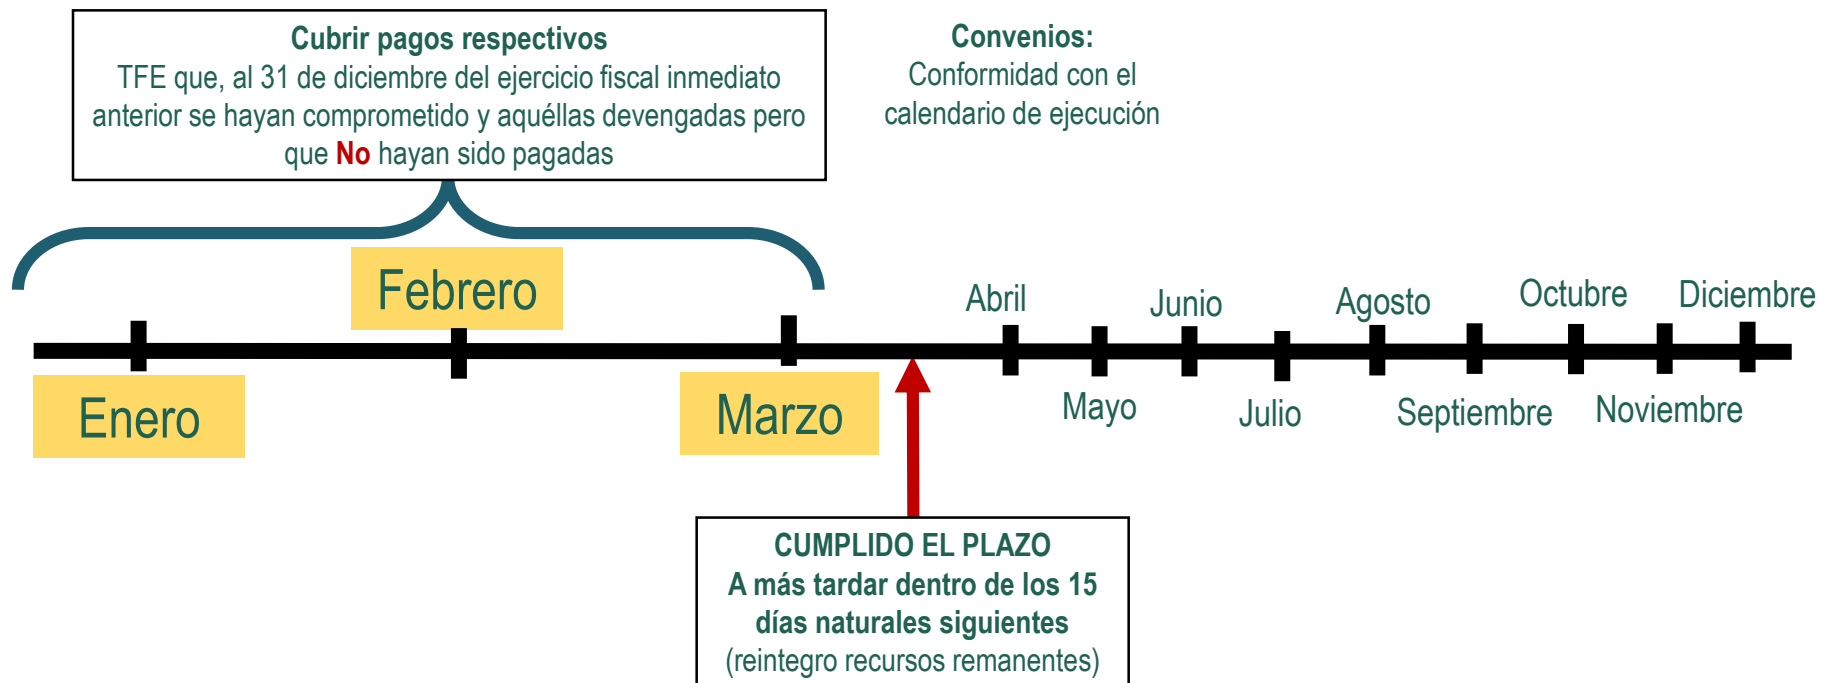 Cubrir pagos respectivos
TFE que, al 31 de diciembre del ejercicio fiscal inmediato
anterior se hayan comprometido y aquéllas devengadas pero
que No hayan sido pagadas
Convenios:
Conformidad con el
calendario de ejecución
Enero
Febrero
Marzo
Abril
Mayo
Junio
Julio
Agosto
Septiembre
Octubre
Noviembre
Diciembre
CUMPLIDO EL PLAZO
A más tardar dentro de los 15
días naturales siguientes
(reintegro recursos remanentes)